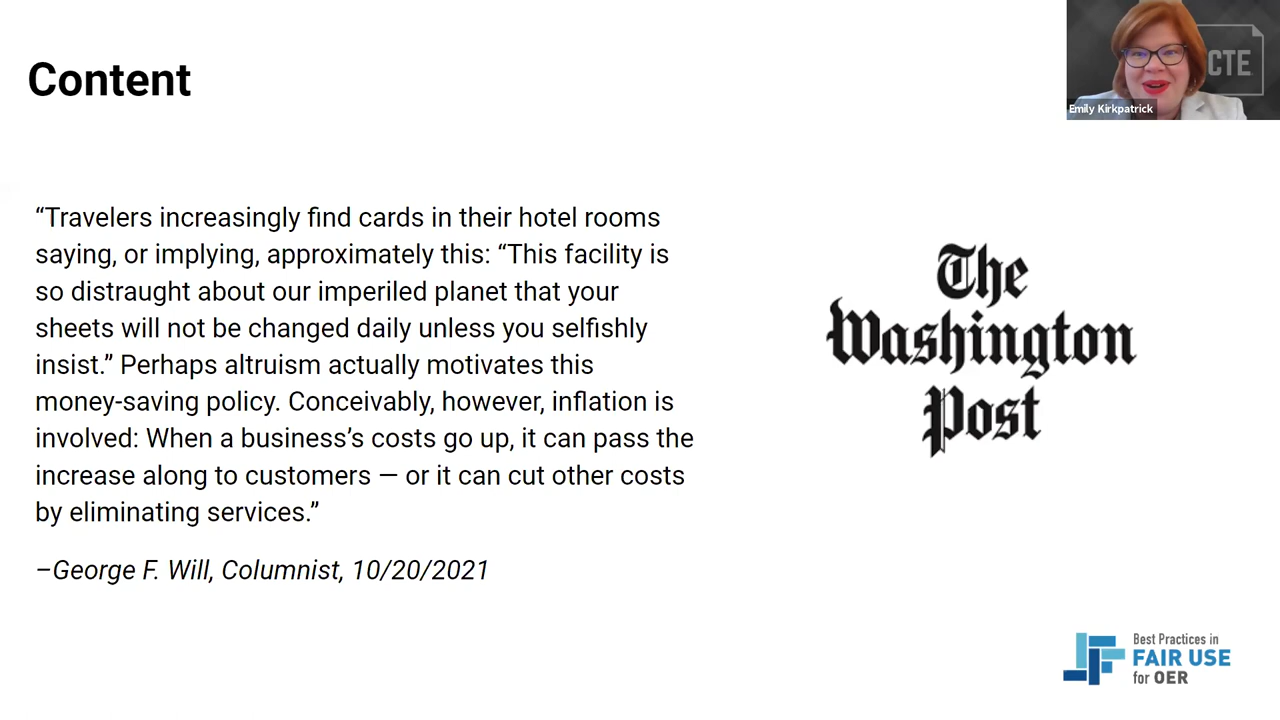 Content
CTE
Emily Kirkpatrick
“Travelers increasingly find cards in their hotel rooms
saying, or implying, approximately this: “This facility is
so distraught about our imperiled planet that your
sheets will not be changed daily unless you selfishly
insist.” Perhaps altruism actually motivates this
money-saving policy. Conceivably, however, inflation is
involved: When a business’s costs go up, it can pass the
increase along to customers — or it can cut other costs
by eliminating services.”
–George F. Will, Columnist, 10/20/2021
The
Washington
Post
Best Practices in
FAIR USE
for OER